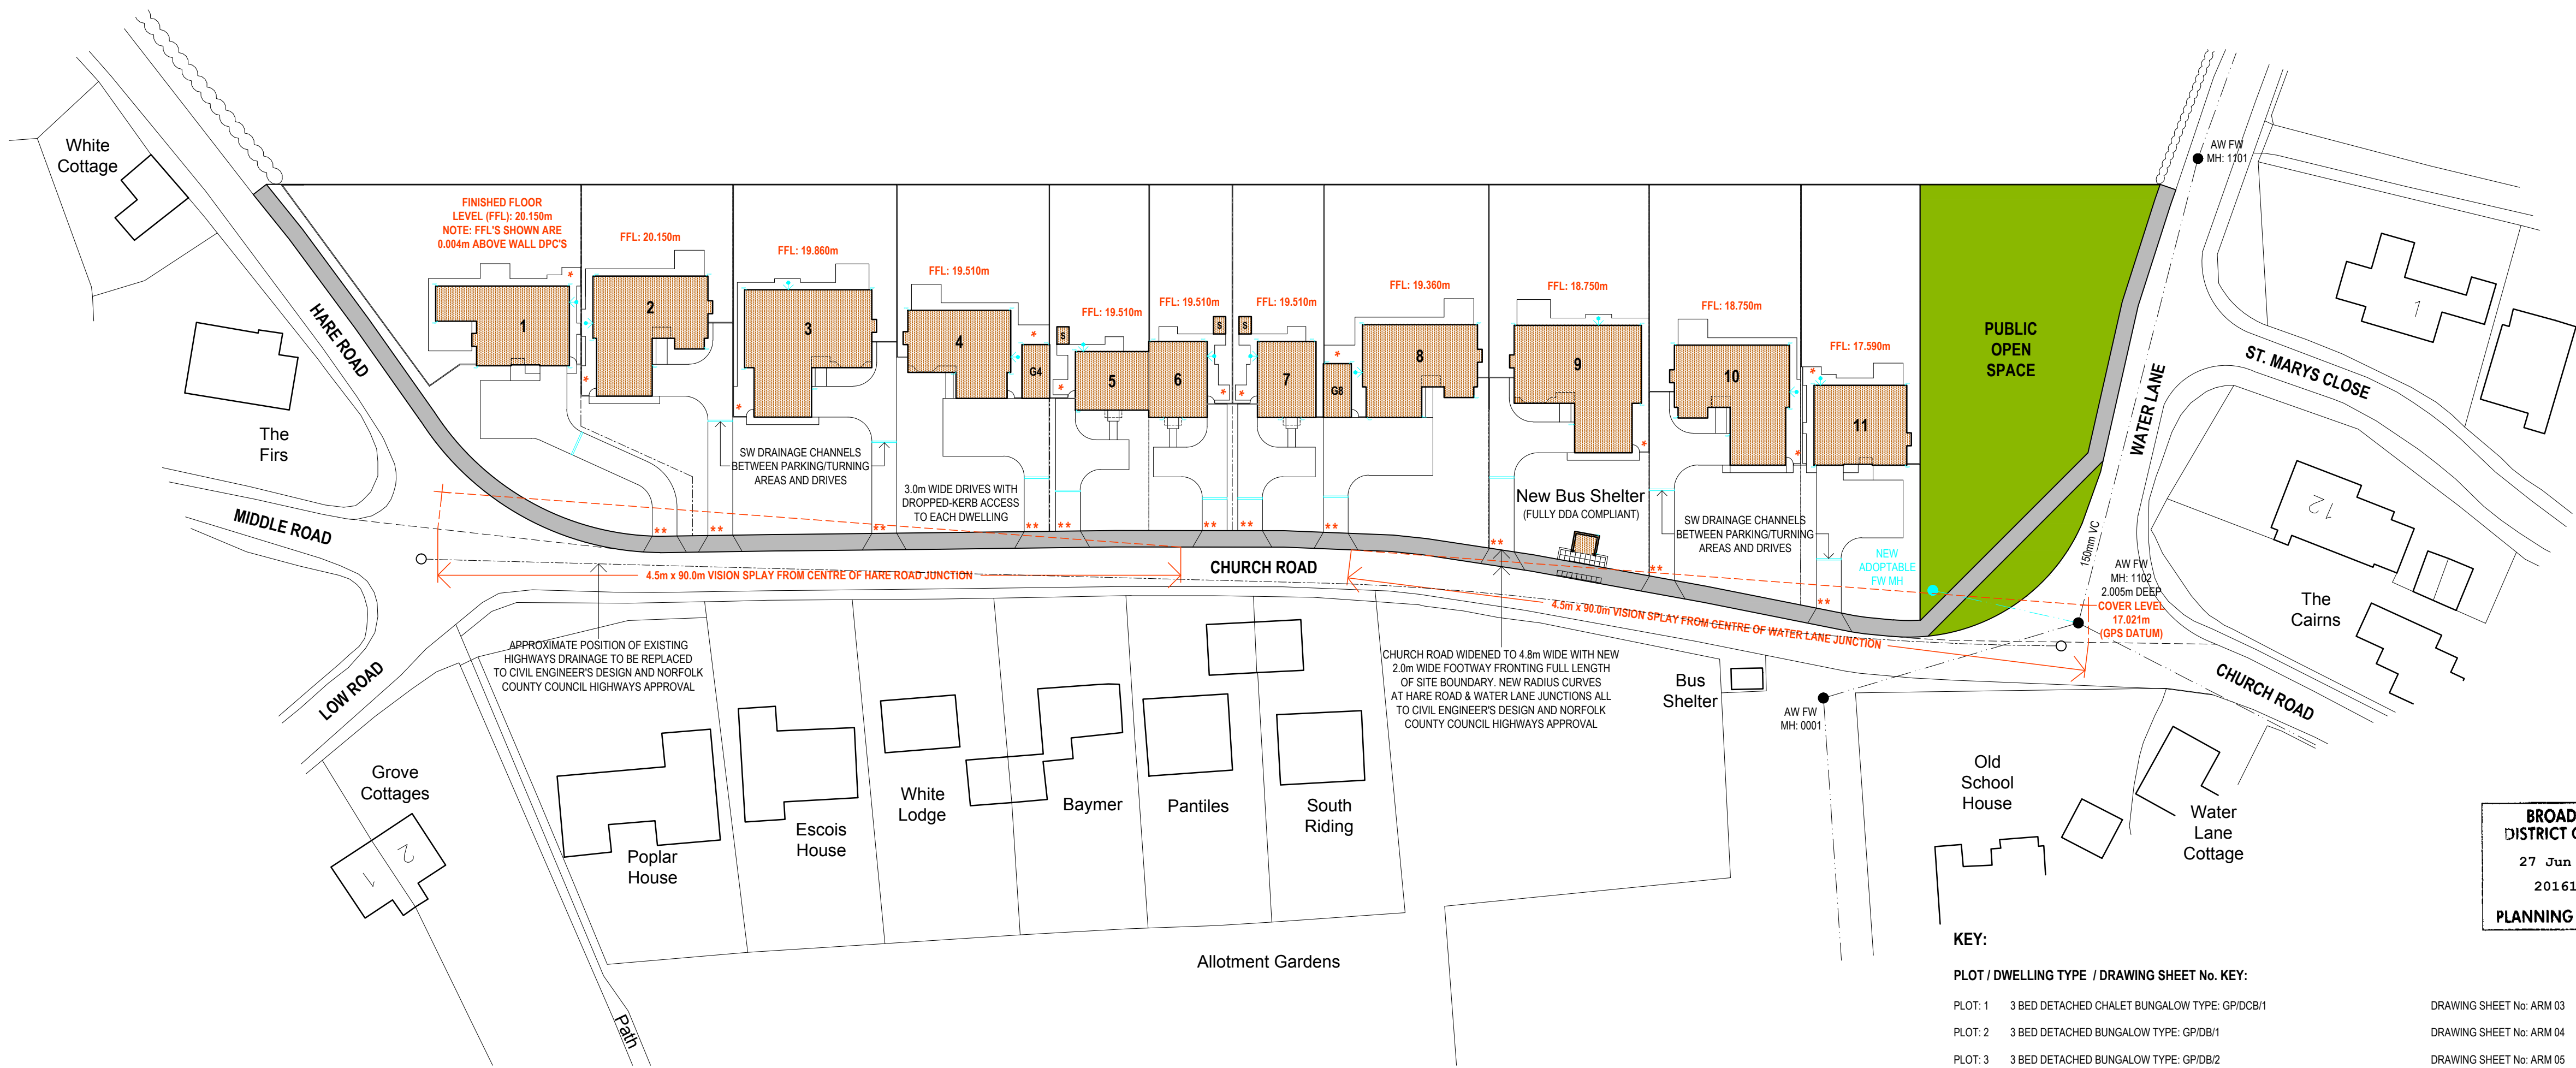 White
Cottage
AW FW
MH: 1101
FINISHED FLOOR
LEVEL (FFL): 20.150m
NOTE: FFL'S SHOWN ARE
0.004m ABOVE WALL DPC'S
FFL: 20.150m
FFL: 19.860m
FFL: 19.510m
FFL: 19.510m
FFL: 19.510m
FFL: 19.510m
FFL: 19.360m
FFL: 18.750m
FFL: 18.750m
FFL: 17.590m
1
2
3
4
G4
S
5
6
S
S
7
G8
8
9
10
11
PUBLIC
OPEN
SPACE
HARE ROAD
WATER LANE
ST. MARYS CLOSE
1
The
Firs
MIDDLE ROAD
SW DRAINAGE CHANNELS
BETWEEN PARKING/TURNING
AREAS AND DRIVES
3.0m WIDE DRIVES WITH
DROPPED-KERB ACCESS
TO EACH DWELLING
New Bus Shelter
(FULLY DDA COMPLIANT)
SW DRAINAGE CHANNELS
BETWEEN PARKING/TURNING
AREAS AND DRIVES
NEW
ADOPTABLE
FW MH
150mm VC
12
AW FW
MH: 1102
2.005m DEEP
COVER LEVEL
17.021m
(GPS DATUM)
The
Cairns
4.5m x 90.0m VISION SPLAY FROM CENTRE OF HARE ROAD JUNCTION
CHURCH ROAD
4.5m x 90.0m VISION SPLAY FROM CENTRE OF WATER LANE JUNCTION
CHURCH ROAD
LOW ROAD
APPROXIMATE POSITION OF EXISTING
HIGHWAYS DRAINAGE TO BE REPLACED
TO CIVIL ENGINEER'S DESIGN AND NORFOLK
COUNTY COUNCIL HIGHWAYS APPROVAL
CHURCH ROAD WIDENED TO 4.8m WIDE WITH NEW
2.0m WIDE FOOTWAY FRONTING FULL LENGTH
OF SITE BOUNDARY. NEW RADIUS CURVES
AT HARE ROAD & WATER LANE JUNCTIONS ALL
TO CIVIL ENGINEER'S DESIGN AND NORFOLK
COUNTY COUNCIL HIGHWAYS APPROVAL
Bus
Shelter
AW FW
MH: 0001
Grove
Cottages
1
2
Poplar
House
Escois
House
White
Lodge
Baymer
Pantiles
South
Riding
Old
School
House
Water
Lane
Cottage
Allotment Gardens
Path
BROAD
DISTRICT
27 Jun
20161
PLANNING
KEY:
PLOT / DWELLING TYPE / DRAWING SHEET No. KEY:
PLOT: 1 3 BED DETACHED CHALET BUNGALOW TYPE: GP/DCB/1 DRAWING SHEET No: ARM 03
PLOT: 2 3 BED DETACHED BUNGALOW TYPE: GP/DB/1 DRAWING SHEET No: ARM 04
PLOT: 3 3 BED DETACHED BUNGALOW TYPE: GP/DB/2 DRAWING SHEET No: ARM 05